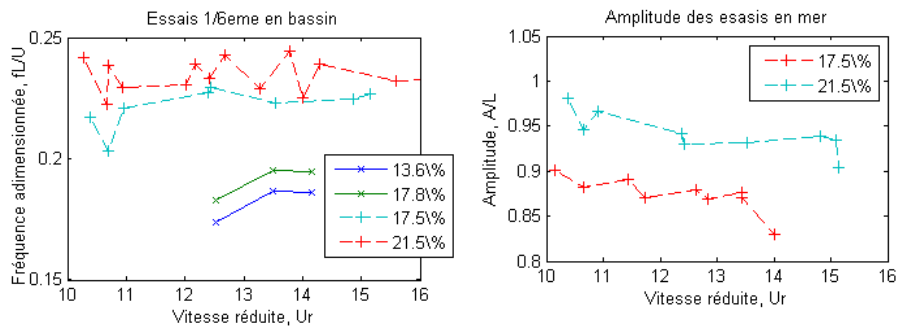 Essais 1/6eme en bassin
0.25
0.2
0.15
Fréquence adimensionnée, fL/U
13.6\%
17.8\%
17.5\%
21.5\%
10 11 12 13 14 15 16
Vitesse réduite, Ur
Amplitude des esasis en mer
1.05
1
0.95
0.9
0.85
0.8
Amplitude, A/L
17.5\%
21.5\%
10 11 12 13 14 15 16
Vitesse réduite, Ur